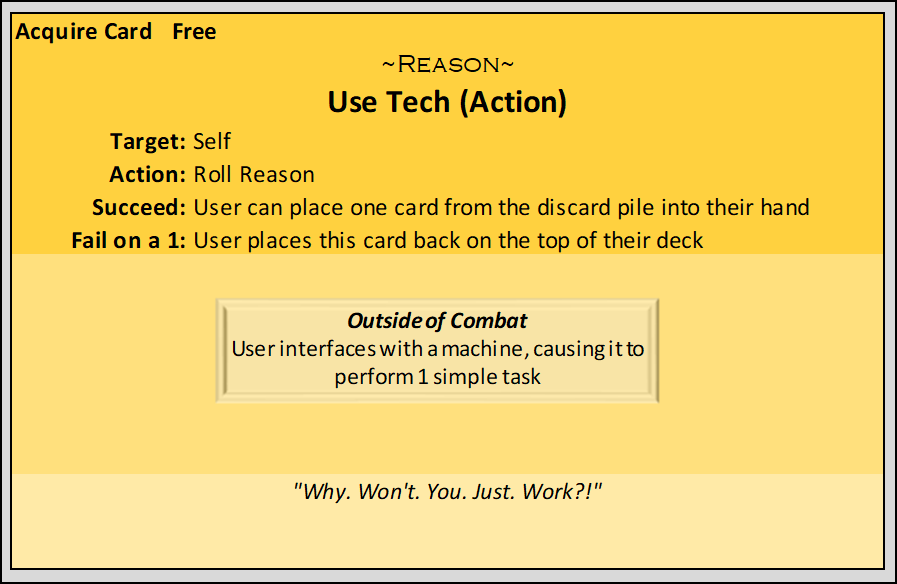 Acquire Card Free
~Reason~
Use Tech (Action)
Target: Self
Action: Roll Reason
Succeed: User can place one card from the discard pile into their hand
Fail on a 1: User places this card back on the top of their deck
Outside of Combat
User interfaces with a machine, causing it to
perform 1 simple task
"Why. Won't. You. Just. Work?!"